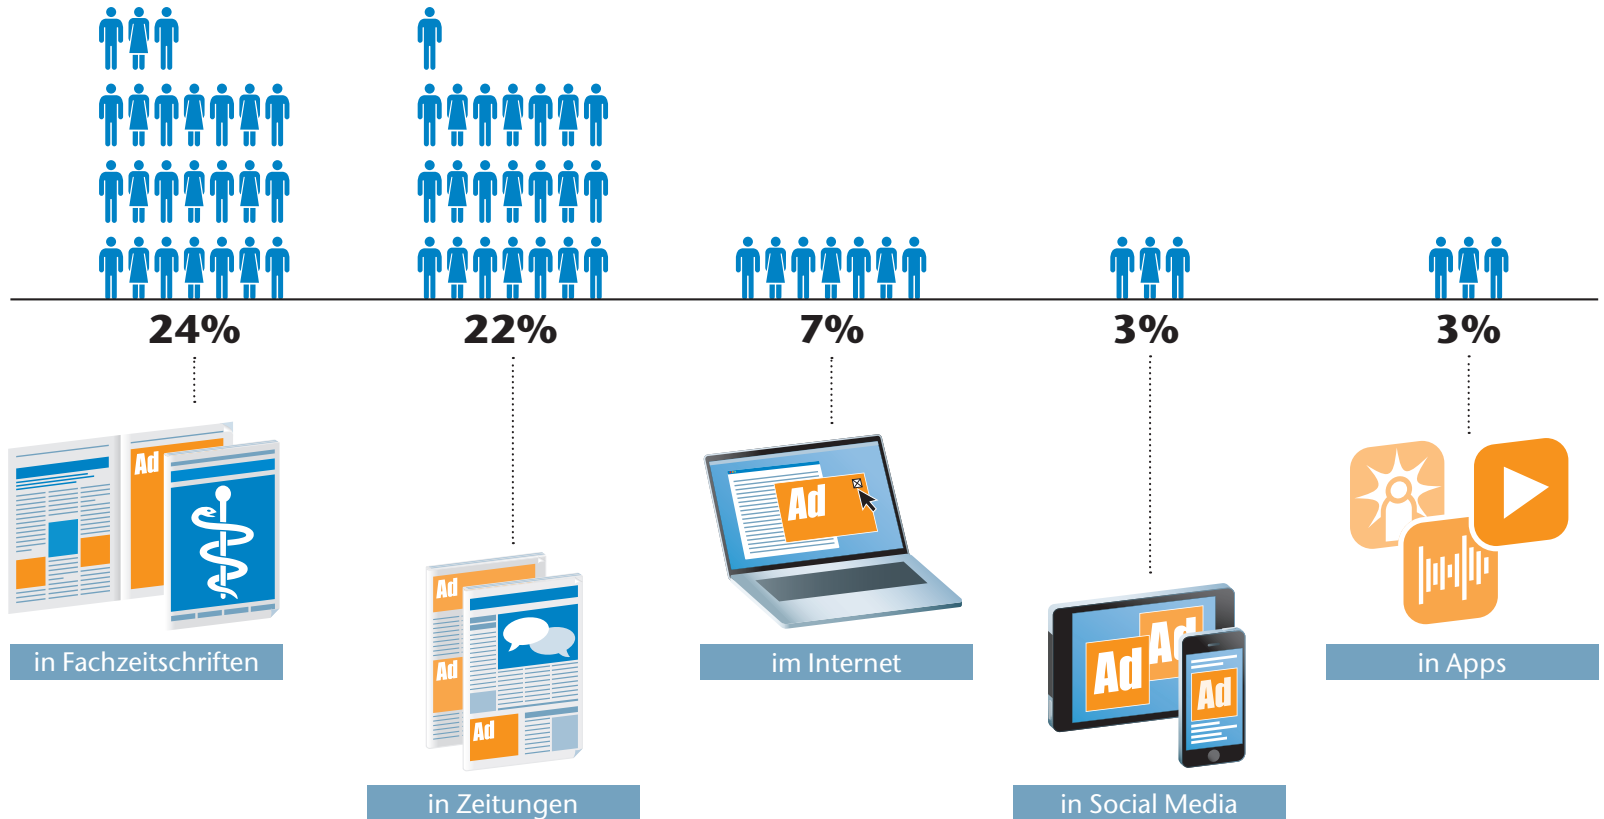 24%
22%
7%
3%
3%
Ad
Ad
Ad
Ad
Ad
Ad
Ad
Ad
in Fachzeitschriften
im Internet
in Apps
in Zeitungen
in Social Media